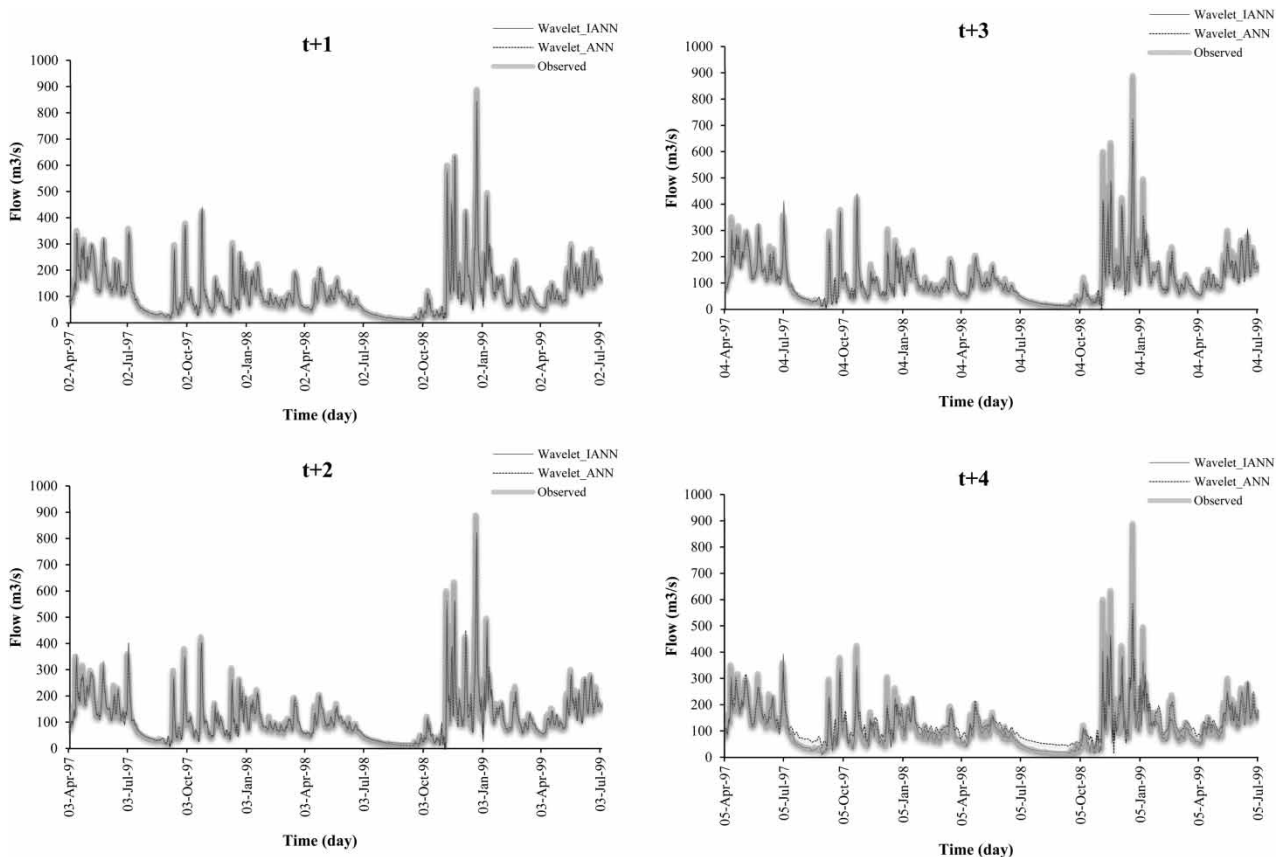 t+1
Wavelet_IANN
Wavelet_ANN
Observed
1000
900
800
700
600
500
400
300
200
100
0
Flow (m3/s)
02-Apr-97
02-Jul-97
02-Oct-97
02-Jan-98
02-Apr-98
02-Jul-98
02-Oct-98
02-Jan-99
02-Apr-99
02-Jul-99
Time (day)
t+3
Wavelet_IANN
Wavelet_ANN
Observed
1000
900
800
700
600
500
400
300
200
100
0
Flow (m3/s)
04-Apr-97
04-Jul-97
04-Oct-97
04-Jan-98
04-Apr-98
04-Jul-98
04-Oct-98
04-Jan-99
04-Apr-99
04-Jul-99
Time (day)
t+2
Wavelet_IANN
Wavelet_ANN
Observed
1000
900
800
700
600
500
400
300
200
100
0
Flow (m3/s)
03-Apr-97
03-Jul-97
03-Oct-97
03-Jan-98
03-Apr-98
03-Jul-98
03-Oct-98
03-Jan-99
03-Apr-99
03-Jul-99
Time (day)
t+4
Wavelet_IANN
Wavelet_ANN
Observed
1000
900
800
700
600
500
400
300
200
100
0
Flow (m3/s)
05-Apr-97
05-Jul-97
05-Oct-97
05-Jan-98
05-Apr-98
05-Jul-98
05-Oct-98
05-Jan-99
05-Apr-99
05-Jul-99
Time (day)